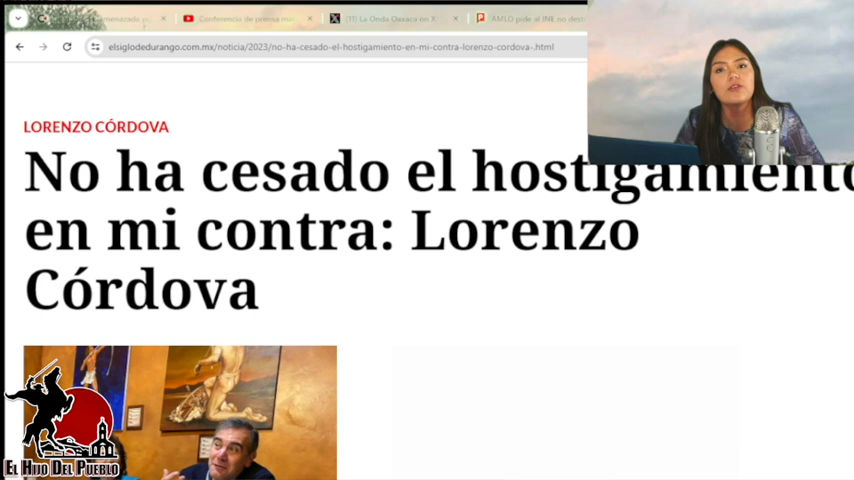 Conferencia de prensa
(11) La Onda Oaxaca en X
AMLO pide al INE no
elsiglodedurango.com.mx/noticia/2023/no-ha-cesado-el-hostigamiento-en-mi-contra-lorenzo-cordova-.html
LORENZO CÓRDOVA
No ha cesado el hostigamiento
en mi contra: Lorenzo
Córdova
EL HIJO DEL PUEBLO